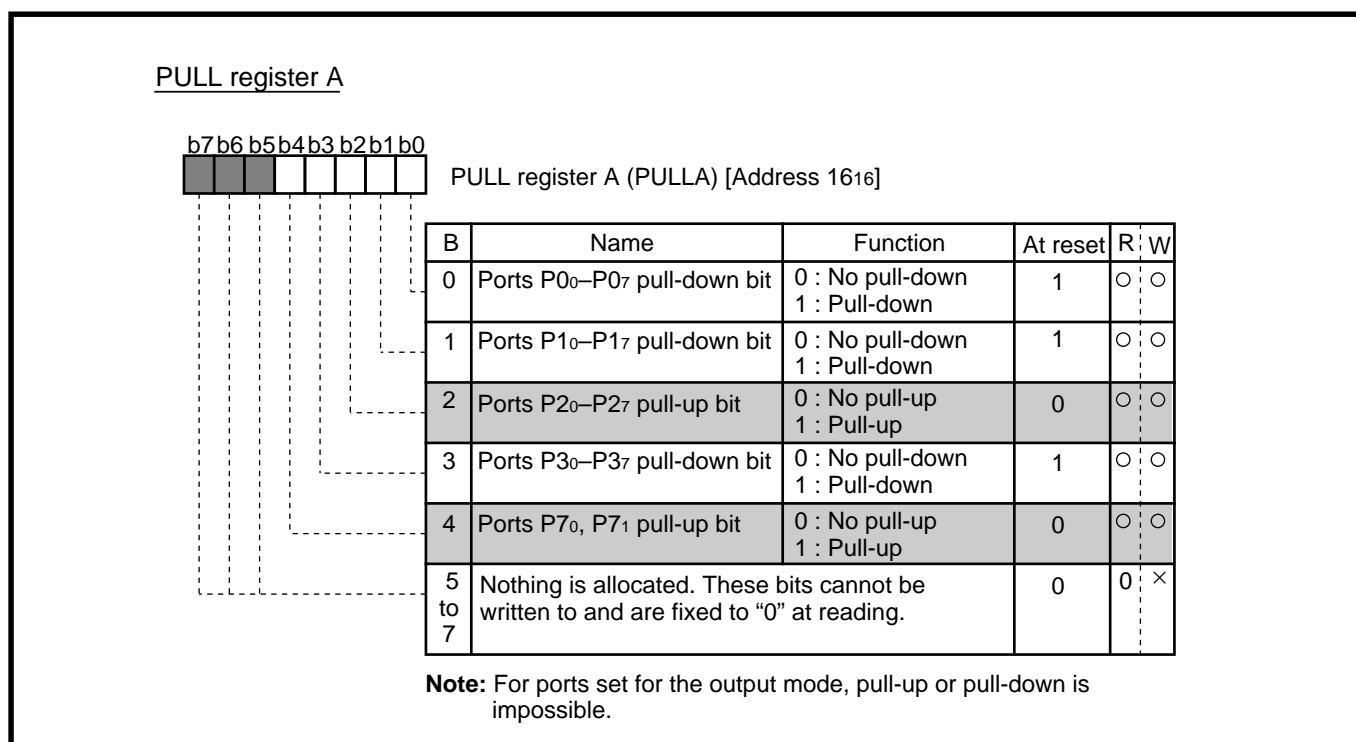 PULL register A
b7 b6 b5 b4 b3 b2 b1 b0
PULL register A (PULLA) [Address 16₁₆]
B Name Function At reset R W
0 Ports P0₀–P0₇ pull-down bit 0 : No pull-down 1 ○ ○
1 : Pull-down
1 Ports P1₀–P1₇ pull-down bit 0 : No pull-down 1 ○ ○
1 : Pull-down
2 Ports P2₀–P2₇ pull-up bit 0 : No pull-up 0 ○ ○
1 : Pull-up
3 Ports P3₀–P3₇ pull-down bit 0 : No pull-down 1 ○ ○
1 : Pull-down
4 Ports P7₀, P7₁ pull-up bit 0 : No pull-up 0 ○ ○
1 : Pull-up
5 Nothing is allocated. These bits cannot be 0 0 ×
to written to and are fixed to “0” at reading.
7
Note: For ports set for the output mode, pull-up or pull-down is
impossible.